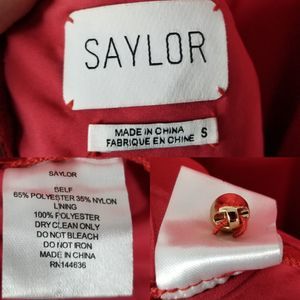 SAYLOR
MADE IN CHINA
FABRIQUE EN CHINE
S
SAYLOR
SELF
65% POLYESTER 35% NYLON
LINING
100% POLYESTER
DRY CLEAN ONLY
DO NOT BLEACH
DO NOT IRON
MADE IN CHINA
RN144636